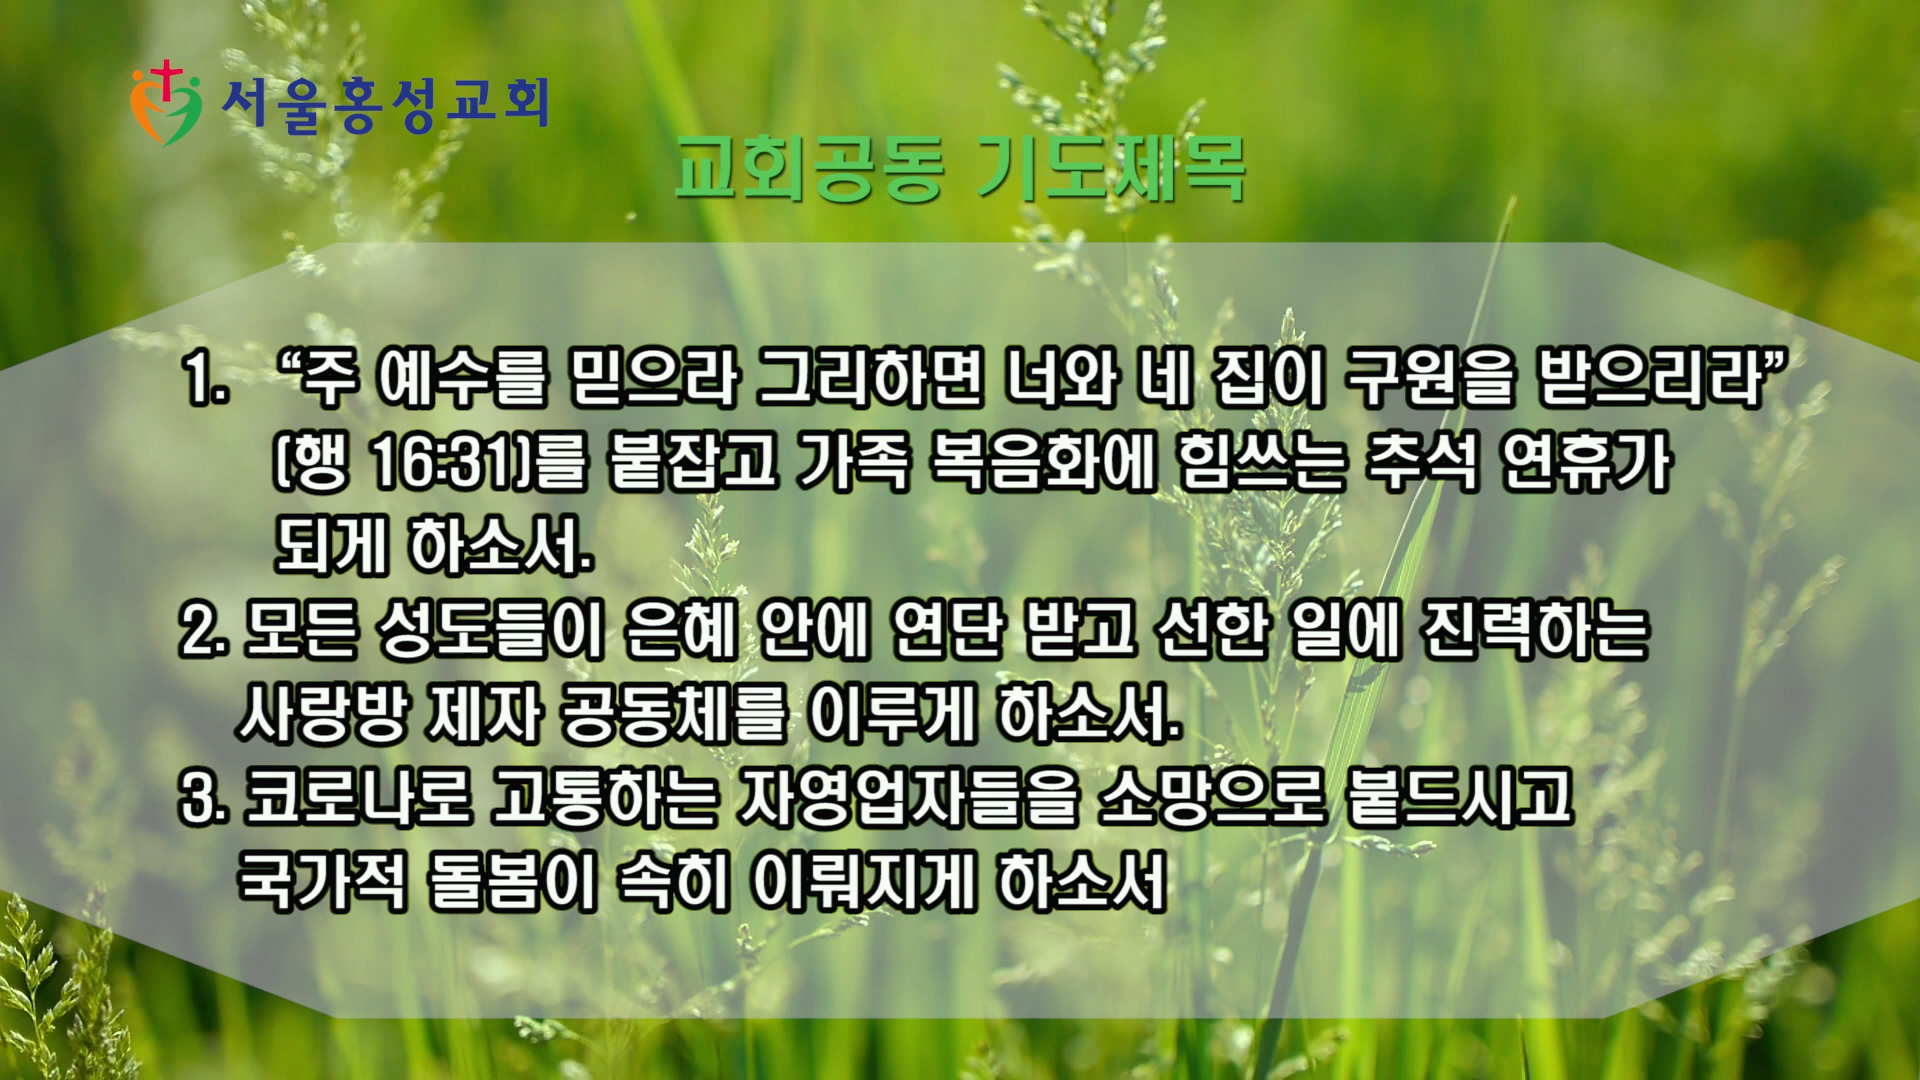 서울홍성교회
교회공동 기도제목
1. “주 예수를 믿으라 그리하면 너와 네 집이 구원을 받으리라”
(행 16:31)를 붙잡고 가족 복음화에 힘쓰는 추석 연휴가
되게 하소서.
2. 모든 성도들이 은혜 안에 연단 받고 선한 일에 진력하는
사랑방 제자 공동체를 이루게 하소서.
3. 코로나로 고통하는 자영업자들을 소망으로 붙드시고
국가적 돌봄이 속히 이뤄지게 하소서